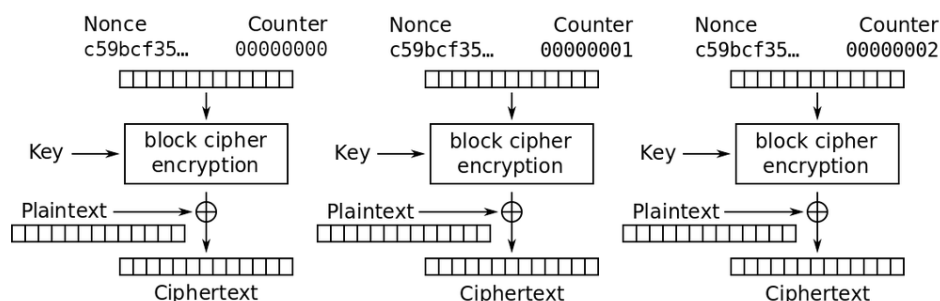 Nonce Counter
c59bcf35… 00000000
Key
block cipher
encryption
Plaintext
Ciphertext
Nonce Counter
c59bcf35… 00000001
Key
block cipher
encryption
Plaintext
Ciphertext
Nonce Counter
c59bcf35… 00000002
Key
block cipher
encryption
Plaintext
Ciphertext